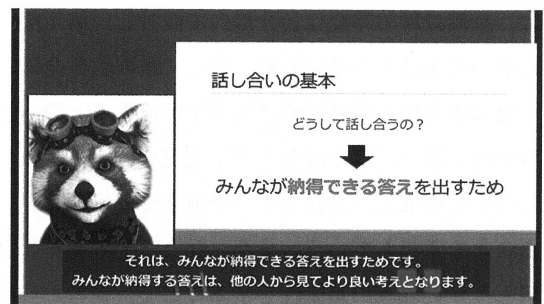 話し合いの基本
どうして話し合うの？
みんなが納得できる答えを出すため
それは、みんなが納得できる答えを出すためです。
みんなが納得する答えは、他の人から見てより良い考えとなります。